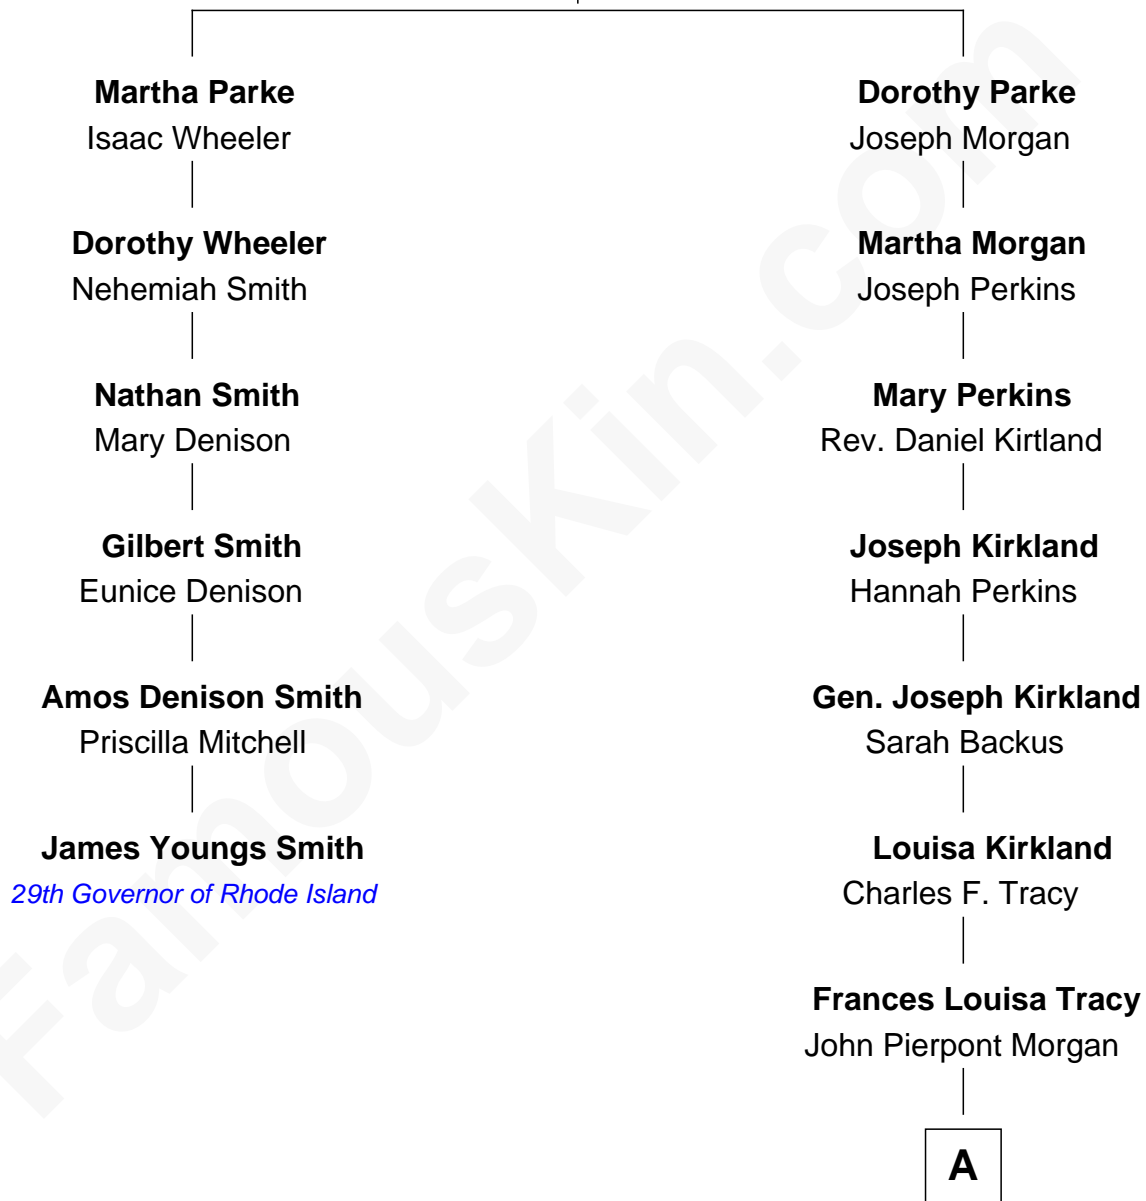 Martha Parke
Isaac Wheeler
Dorothy Wheeler
Nehemiah Smith
Nathan Smith
Mary Denison
Gilbert Smith
Eunice Denison
Amos Denison Smith
Priscilla Mitchell
James Youngs Smith
29th Governor of Rhode Island
Dorothy Parke
Joseph Morgan
Martha Morgan
Joseph Perkins
Mary Perkins
Rev. Daniel Kirtland
Joseph Kirkland
Hannah Perkins
Gen. Joseph Kirkland
Sarah Backus
Louisa Kirkland
Charles F. Tracy
Frances Louisa Tracy
John Pierpont Morgan
A
FamousKin.com